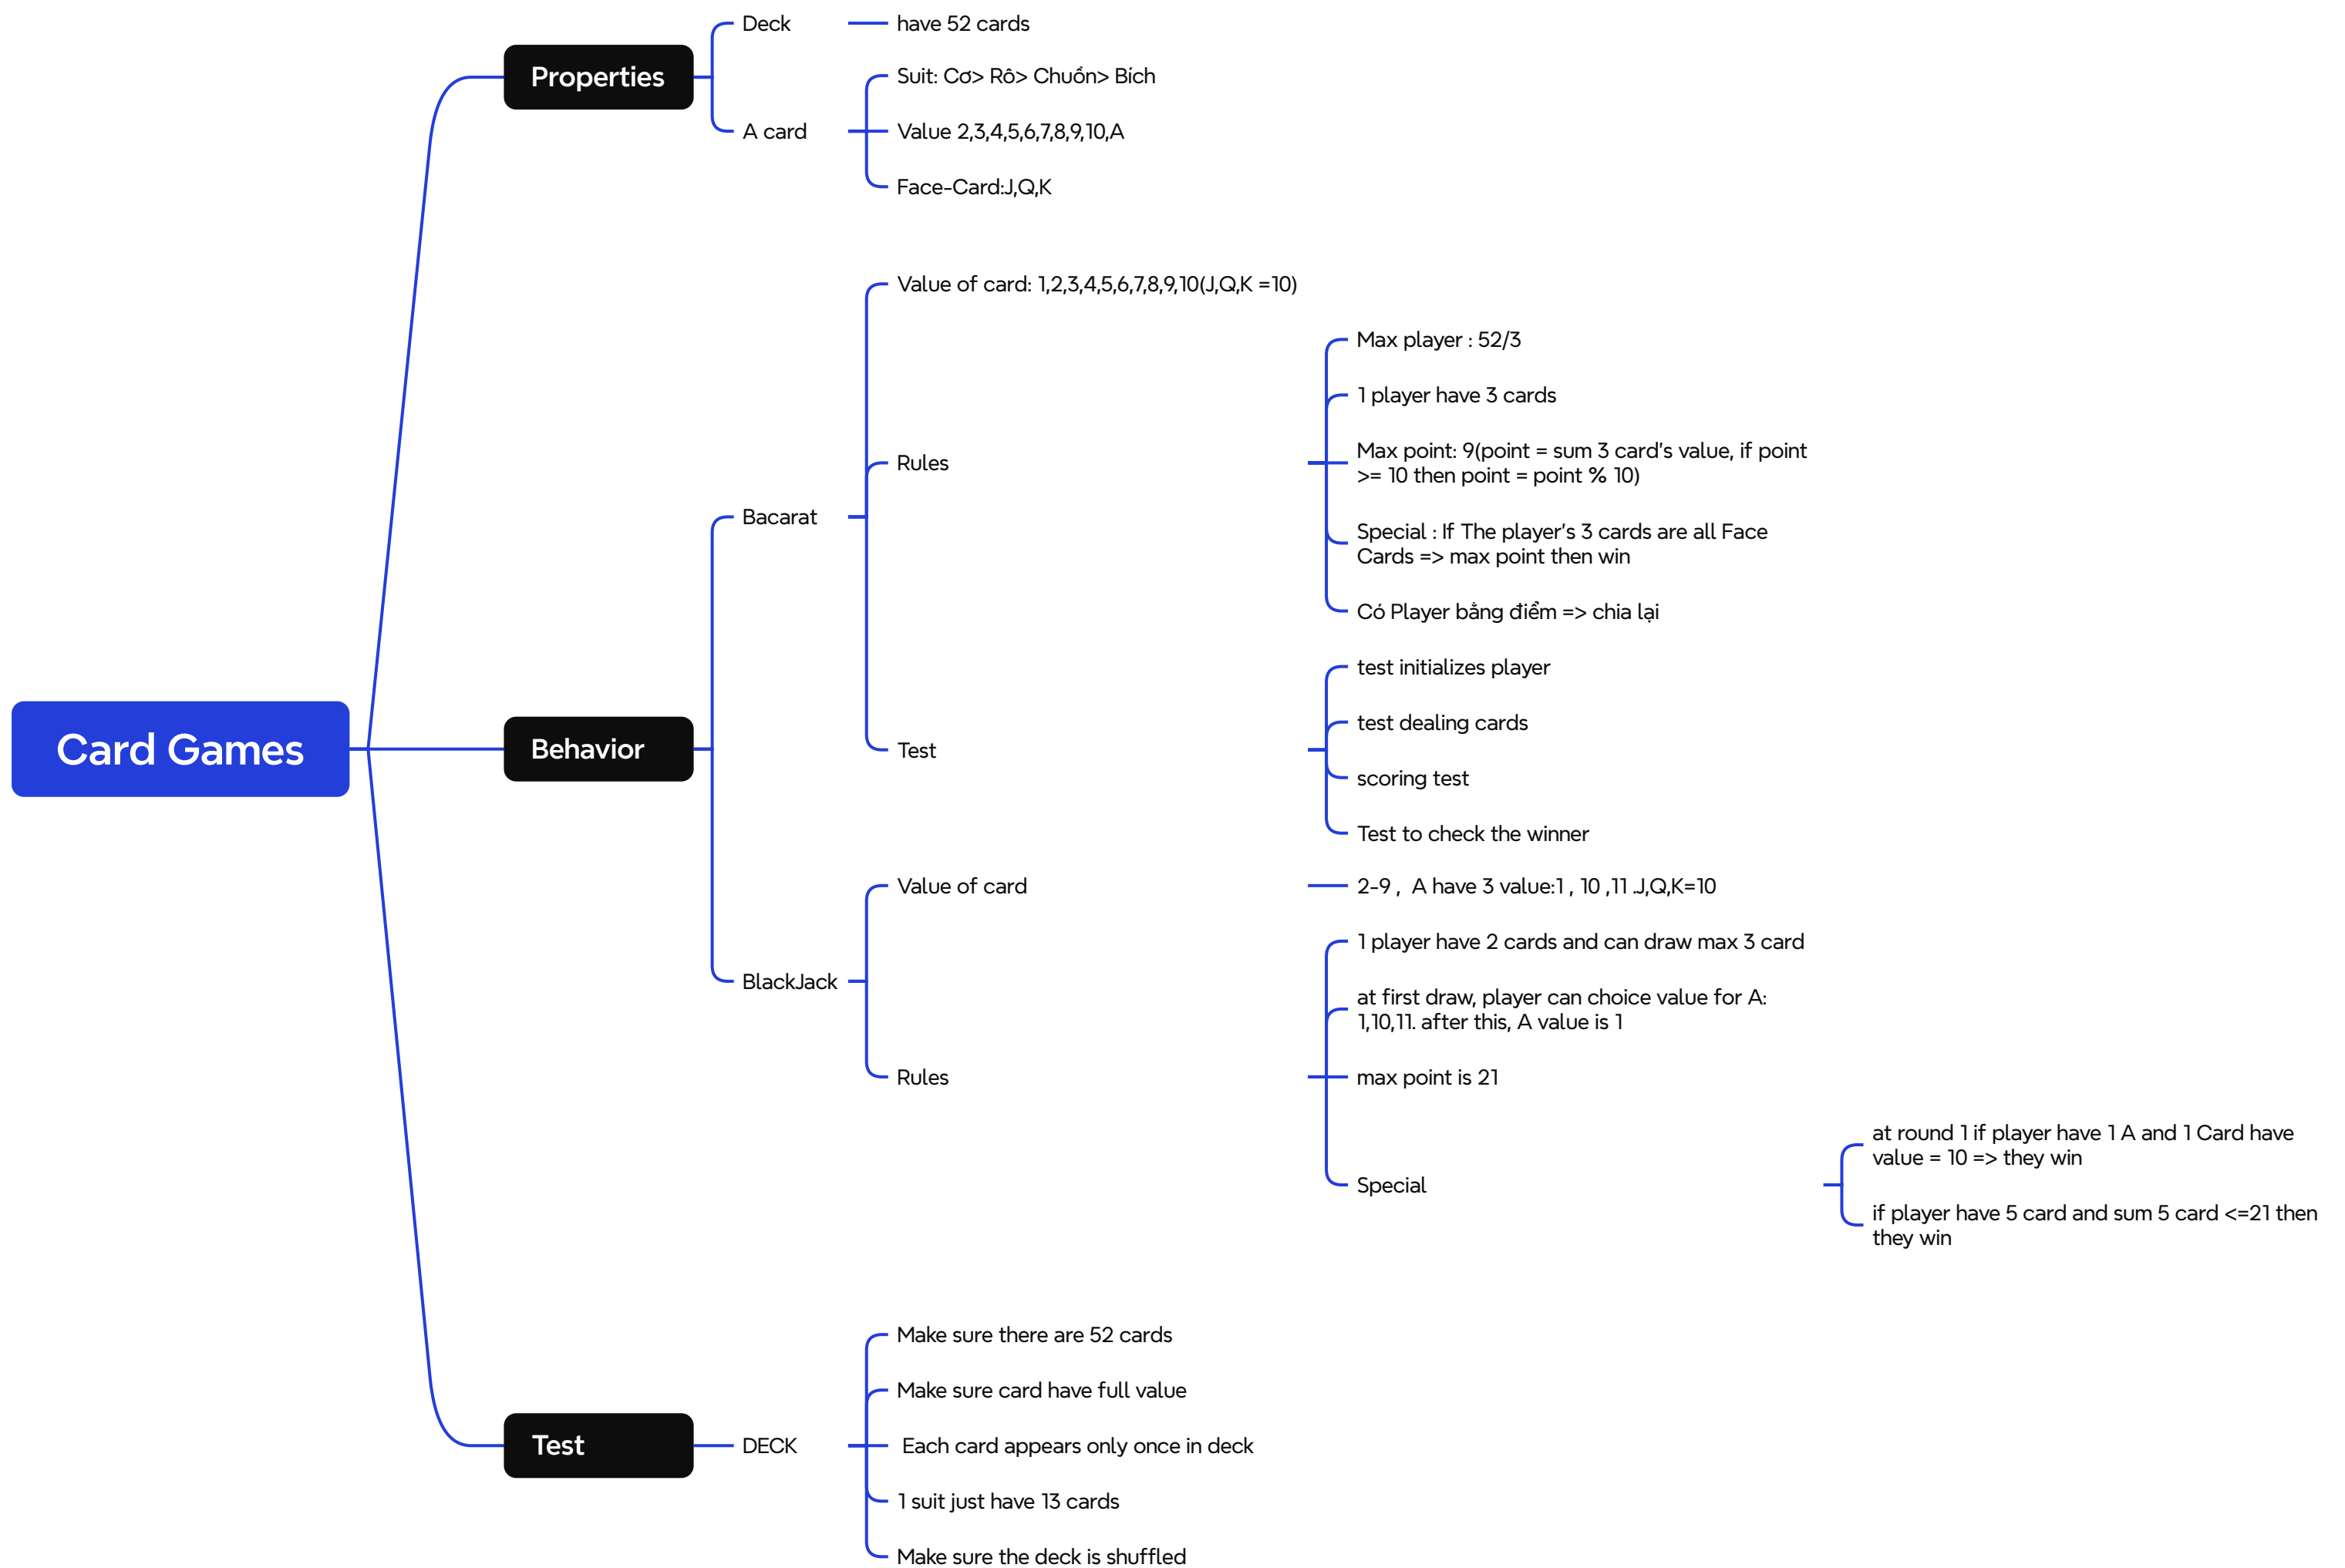 Card Games
Properties
Deck
have 52 cards
A card
Suit: Cơ> Rô> Chuồn> Bích
Value 2,3,4,5,6,7,8,9,10,A
Face-Card:J,Q,K
Behavior
Bacarat
Value of card: 1,2,3,4,5,6,7,8,9,10(J,Q,K =10)
Rules
Max player : 52/3
1 player have 3 cards
Max point: 9(point = sum 3 card's value, if point
>= 10 then point = point % 10)
Special : If The player's 3 cards are all Face
Cards => max point then win
Có Player bằng điểm => chia lại
Test
test initializes player
test dealing cards
scoring test
Test to check the winner
BlackJack
Value of card
2-9 ,  A have 3 value:1 , 10 ,11 .J,Q,K=10
Rules
1 player have 2 cards and can draw max 3 card
at first draw, player can choice value for A:
1,10,11. after this, A value is 1
max point is 21
Special
at round 1 if player have 1 A and 1 Card have
value = 10 => they win
if player have 5 card and sum 5 card <=21 then
they win
Test
DECK
Make sure there are 52 cards
Make sure card have full value
Each card appears only once in deck
1 suit just have 13 cards
Make sure the deck is shuffled